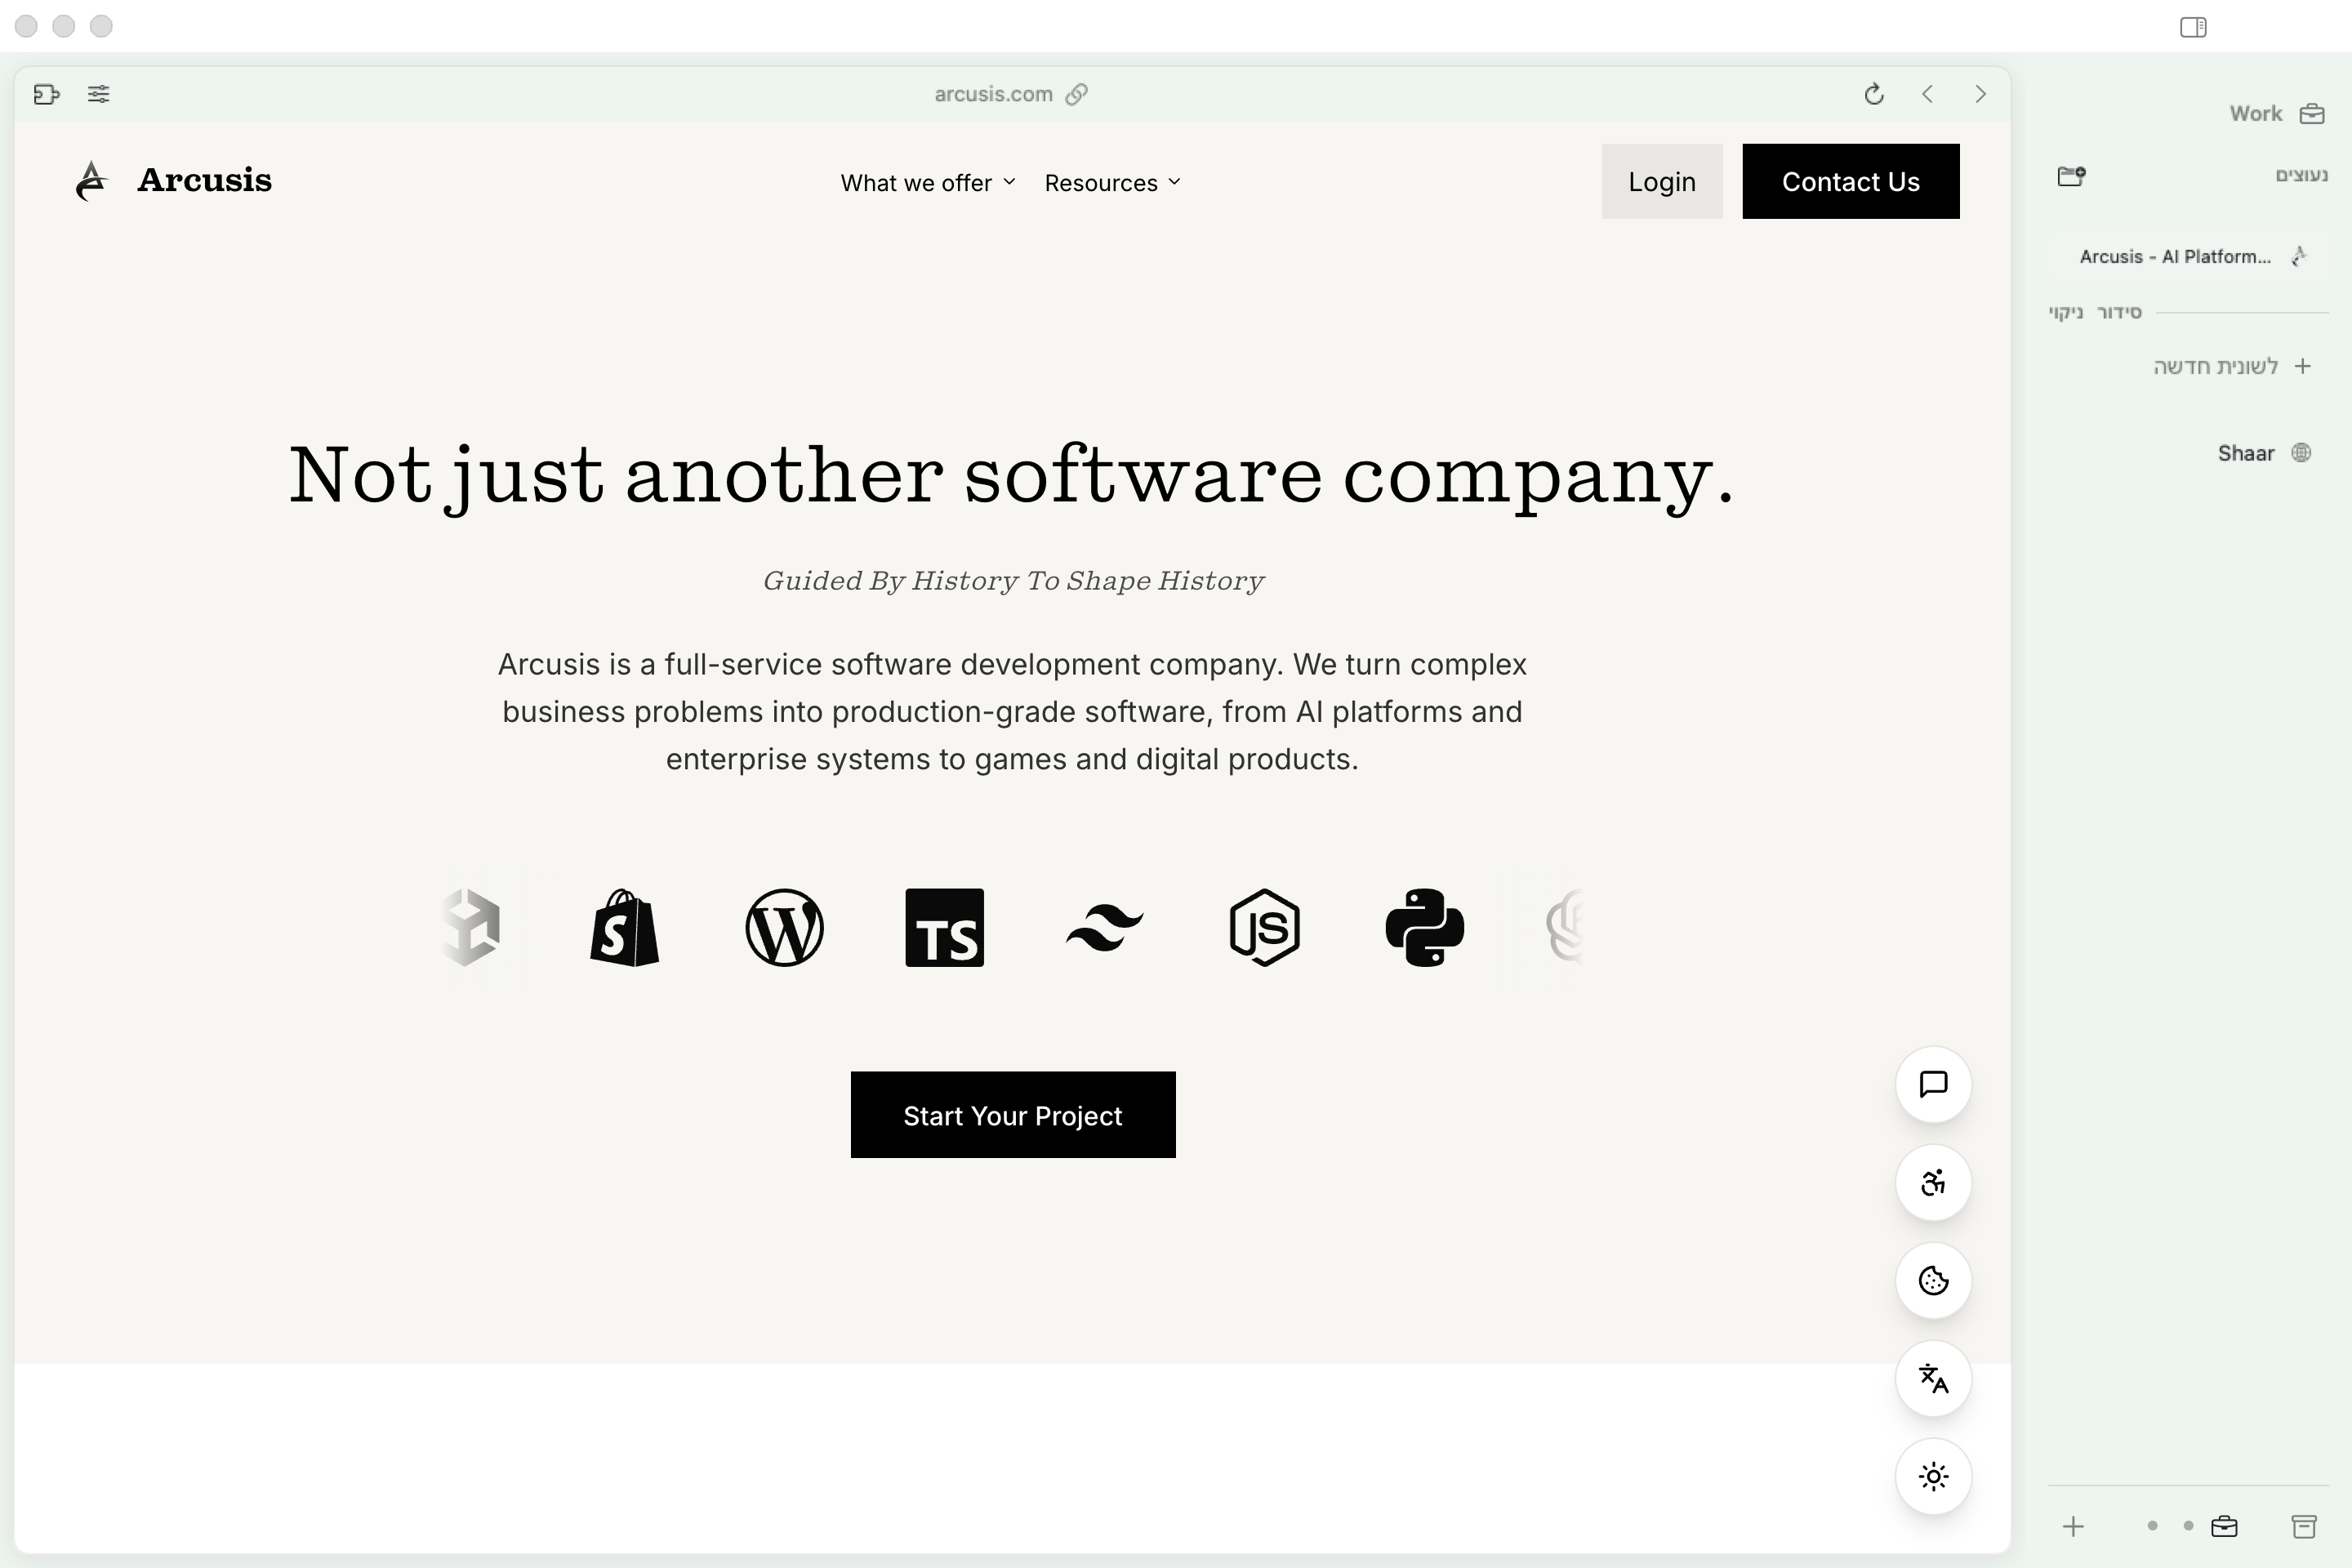 arcusis.com
Work
נעוצים
Arcusis - AI Platform...
סידור ניקוי
לשונית חדשה
Shaar
Arcusis
What we offer Resources
Login Contact Us
Not just another software company.
Guided By History To Shape History
Arcusis is a full-service software development company. We turn complex
business problems into production-grade software, from AI platforms and
enterprise systems to games and digital products.
S W TS JS
Start Your Project